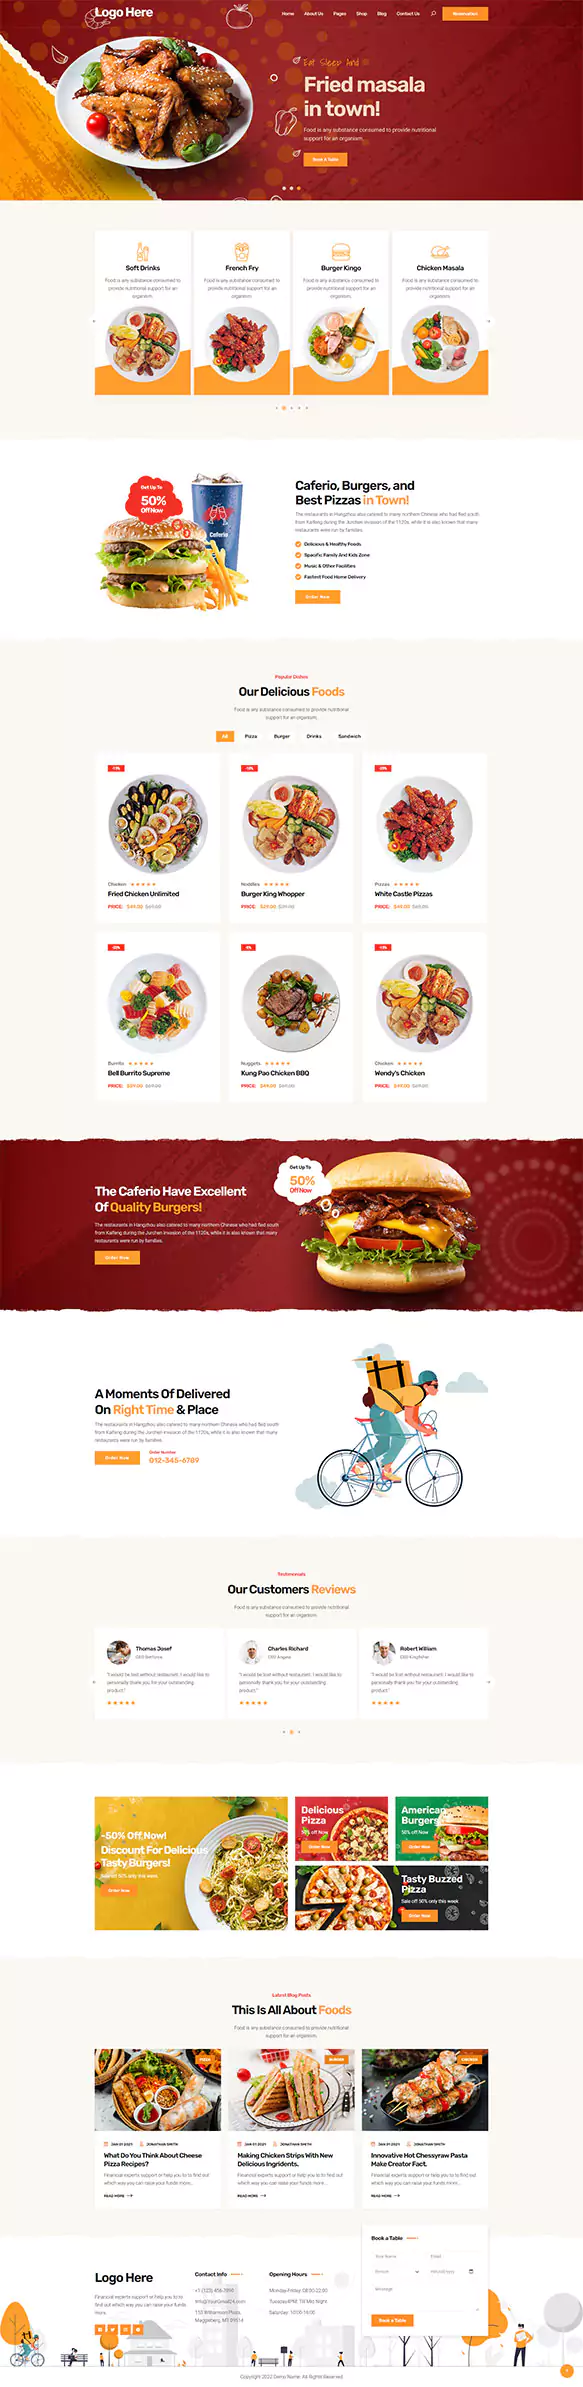 Logo Here
Home About Us Pages Shop Blog Contact Us Reservation
Eat Sleep And
Fried masala
in town!
Food is any substance consumed to provide nutritional
support for an organism.
Book A Table
Soft Drinks
Food is any substance consumed to
provide nutritional support for an
organism.
French Fry
Food is any substance consumed to
provide nutritional support for an
organism.
Burger Kingo
Food is any substance consumed to
provide nutritional support for an
organism.
Chicken Masala
Food is any substance consumed to
provide nutritional support for an
organism.
Get Up To
50%
Off Now
Caferio
Caferio, Burgers, and
Best Pizzas in Town!
The restaurants in Hangzhou also catered to many northern Chinese who had fled south
from Kaifeng during the Jurchen invasion of the 1120s, while it is also known that many
restaurants were run by families.
Delicious & Healthy Foods
Spacific Family And Kids Zone
Music & Other Facilities
Fastest Food Home Delivery
Order Now
Popular Dishes
Our Delicious Foods
Food is any substance consumed to provide nutritional
support for an organism.
All Pizza Burger Drinks Sandwich
Chicken
Fried Chicken Unlimited
PRICE: $49.00 $69.00
Noddles
Burger King Whopper
PRICE: $29.00 $39.00
Pizzas
White Castle Pizzas
PRICE: $49.00 $69.00
Burrito
Bell Burrito Supreme
PRICE: $59.00 $69.00
Nuggets
Kung Pao Chicken BBQ
PRICE: $49.00 $69.00
Chicken
Wendy's Chicken
PRICE: $49.00 $69.00
The Caferio Have Excellent
Of Quality Burgers!
The restaurants in Hangzhou also catered to many northern Chinese who had fled south
from Kaifeng during the Jurchen invasion of the 1120s, while it is also known that many
restaurants were run by families.
Order Now
Get Up To
50%
Off Now
A Moments Of Delivered
On Right Time & Place
The restaurants in Hangzhou also catered to many northern Chinese who had fled south
from Kaifeng during the Jurchen invasion of the 1120s, while it is also known that many
restaurants were run by families.
Order Now
Order Number
012-345-6789
Testimonials
Our Customers Reviews
Food is any substance consumed to provide nutritional
support for an organism.
Thomas Josef
"I would be lost without restaurant. I would like to
personally thank you for your outstanding
product."
Charles Richard
CEO Angela
"I would be lost without restaurant. I would like to
personally thank you for your outstanding
product."
Robert William
CEO Kingfisher
"I would be lost without restaurant. I would like to
personally thank you for your outstanding
product."
-50% Off Now!
Discount For Delicious
Tasty Burgers!
Sale off 50% only this week
Order Now
Delicious
Pizza
50% off Now
Order Now
American
Burgers
50% off Now
Order Now
Tasty Buzzed
Pizza
Sale off 50% only this week
Order Now
Latest Blog Posts
This Is All About Foods
Food is any substance consumed to provide nutritional
support for an organism.
PIZZA
JAN 01 2021 JONATHAN SMITH
What Do You Think About Cheese
Pizza Recipes?
Financial experts support or help you to to find out
which way you can raise your funds more...
READ MORE
BURGER
JAN 01 2021 JONATHAN SMITH
Making Chicken Strips With New
Delicious Ingridents.
Financial experts support or help you to to find out
which way you can raise your funds more...
READ MORE
CHICKEN
JAN 01 2021 JONATHAN SMITH
Innovative Hot Chessyraw Pasta
Make Creator Fact.
Financial experts support or help you to to find out
which way you can raise your funds more...
READ MORE
Logo Here
Financial experts support or help you to to
find out which way you can raise your funds
more.
Contact Info
+1 (123) 456-7890
153 Williamson Plaza,
Maggieberg, MT 09514
Opening Hours
Monday-Friday: 08:00-22:00
Tuesday 4PM: Till Mid Night
Saturday: 10:00-16:00
Book a Table
Your Name Email
Person
Message
Book a Table
Copyright 2022 Demo Name. All Rights Reserved